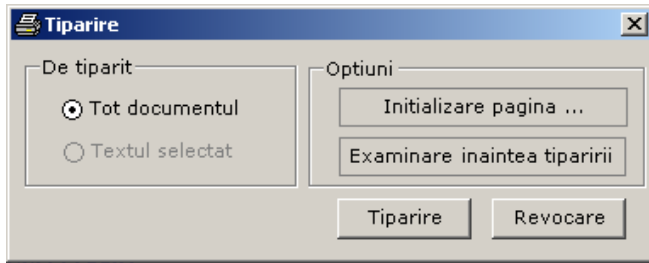 Tiparire
De tiparit
Tot documentul
Textul selectat
Optiuni
Initializare pagina ...
Examinare inaintea tiparirii
Tiparire
Revocare